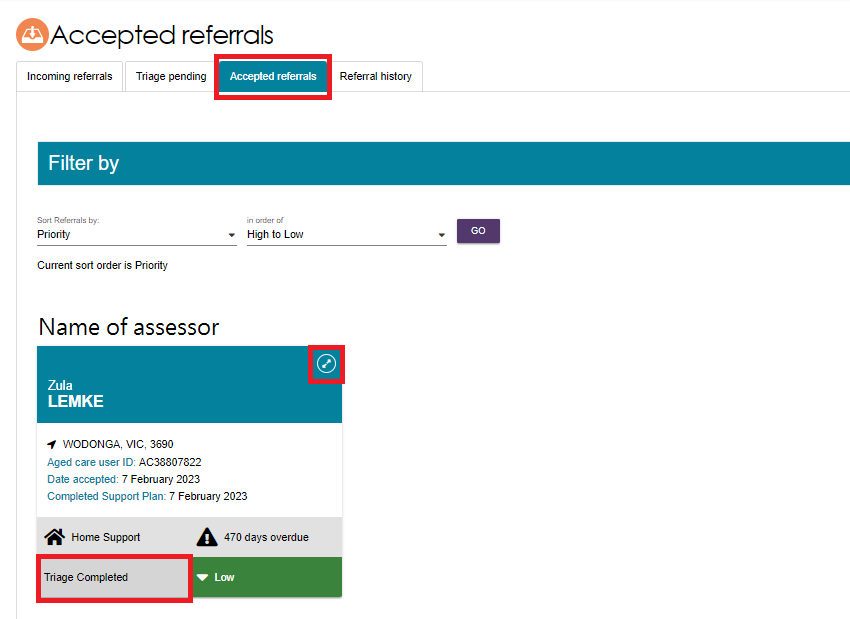 Accepted referrals
Incoming referrals
Triage pending
Accepted referrals
Referral history
Filter by
Sort Referrals by:
in order of
Priority
High to Low
GO
Current sort order is Priority
Name of assessor
Zula
LEMKE
WODONGA, VIC, 3690
Aged care user ID: AC38807822
Date accepted: 7 February 2023
Completed Support Plan: 7 February 2023
Home Support
470 days overdue
Triage Completed
Low